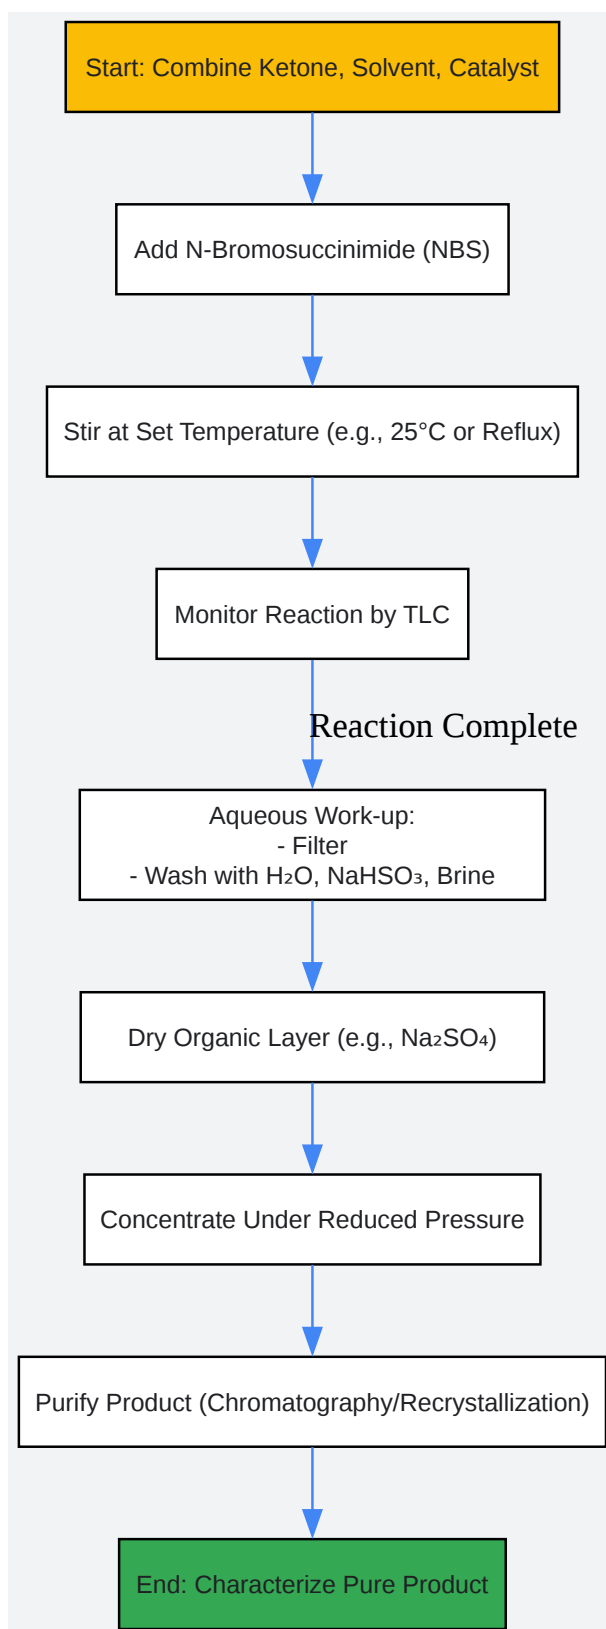 Start: Combine Ketone, Solvent, Catalyst
Add N-Bromosuccinimide (NBS)
Stir at Set Temperature (e.g., 25°C or Reflux)
Monitor Reaction by TLC
Reaction Complete
Aqueous Work-up:
- Filter
- Wash with H₂O, NaHSO₃, Brine
Dry Organic Layer (e.g., Na₂SO₄)
Concentrate Under Reduced Pressure
Purify Product (Chromatography/Recrystallization)
End: Characterize Pure Product